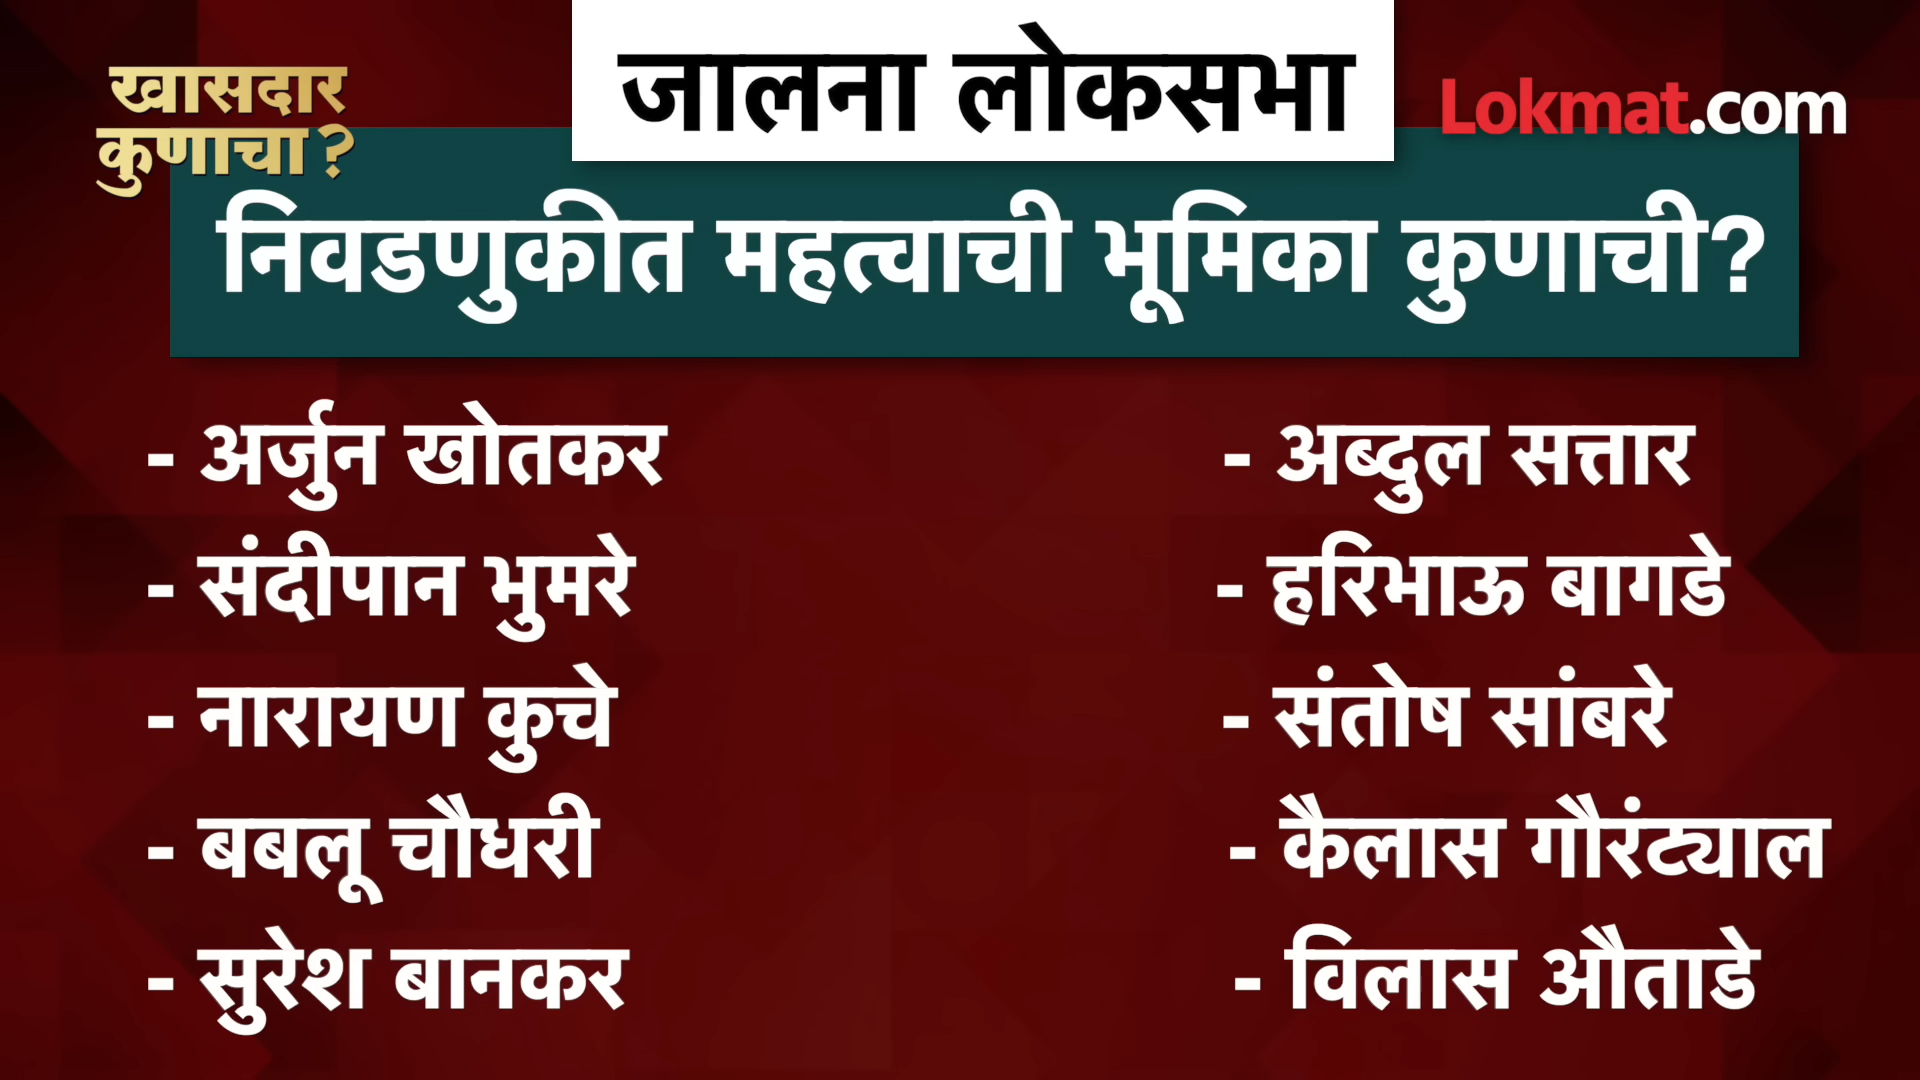 खासदार
कुणाचा?
जालना लोकसभा
Lokmat.com
निवडणुकीत महत्वाची भूमिका कुणाची?
- अर्जुन खोतकर
- संदीपान भुमरे
- नारायण कुचे
- बबलू चौधरी
- सुरेश बानकर
- अब्दुल सत्तार
- हरिभाऊ बागडे
- संतोष सांबरे
- कैलास गौरंट्याल
- विलास औताडे